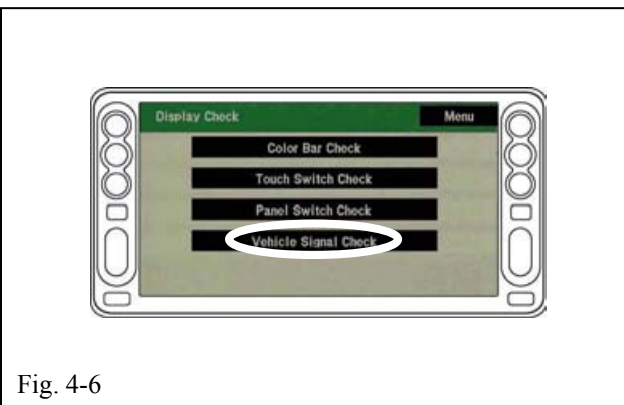 Display Check
Menu
Color Bar Check
Touch Switch Check
Panel Switch Check
Vehicle Signal Check
Fig. 4-6